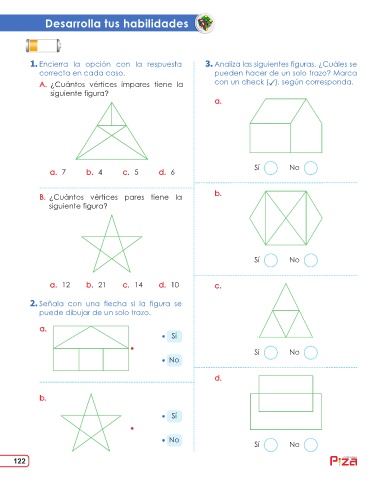 Desarrolla tus habilidades
1. Encierra la opción con la respuesta
correcta en cada caso.
A. ¿Cuántos vértices impares tiene la
siguiente figura?
a. 7 b. 4 c. 5 d. 6
B. ¿Cuántos vértices pares tiene la
siguiente figura?
a. 12 b. 21 c. 14 d. 10
2. Señala con una flecha si la figura se
puede dibujar de un solo trazo.
a.
• Sí
• No
b.
• Sí
• No
3. Analiza las siguientes figuras. ¿Cuáles se
pueden hacer de un solo trazo? Marca
con un check (✓), según corresponda.
a.
Sí No
b.
Sí No
c.
Sí No
d.
Sí No
122